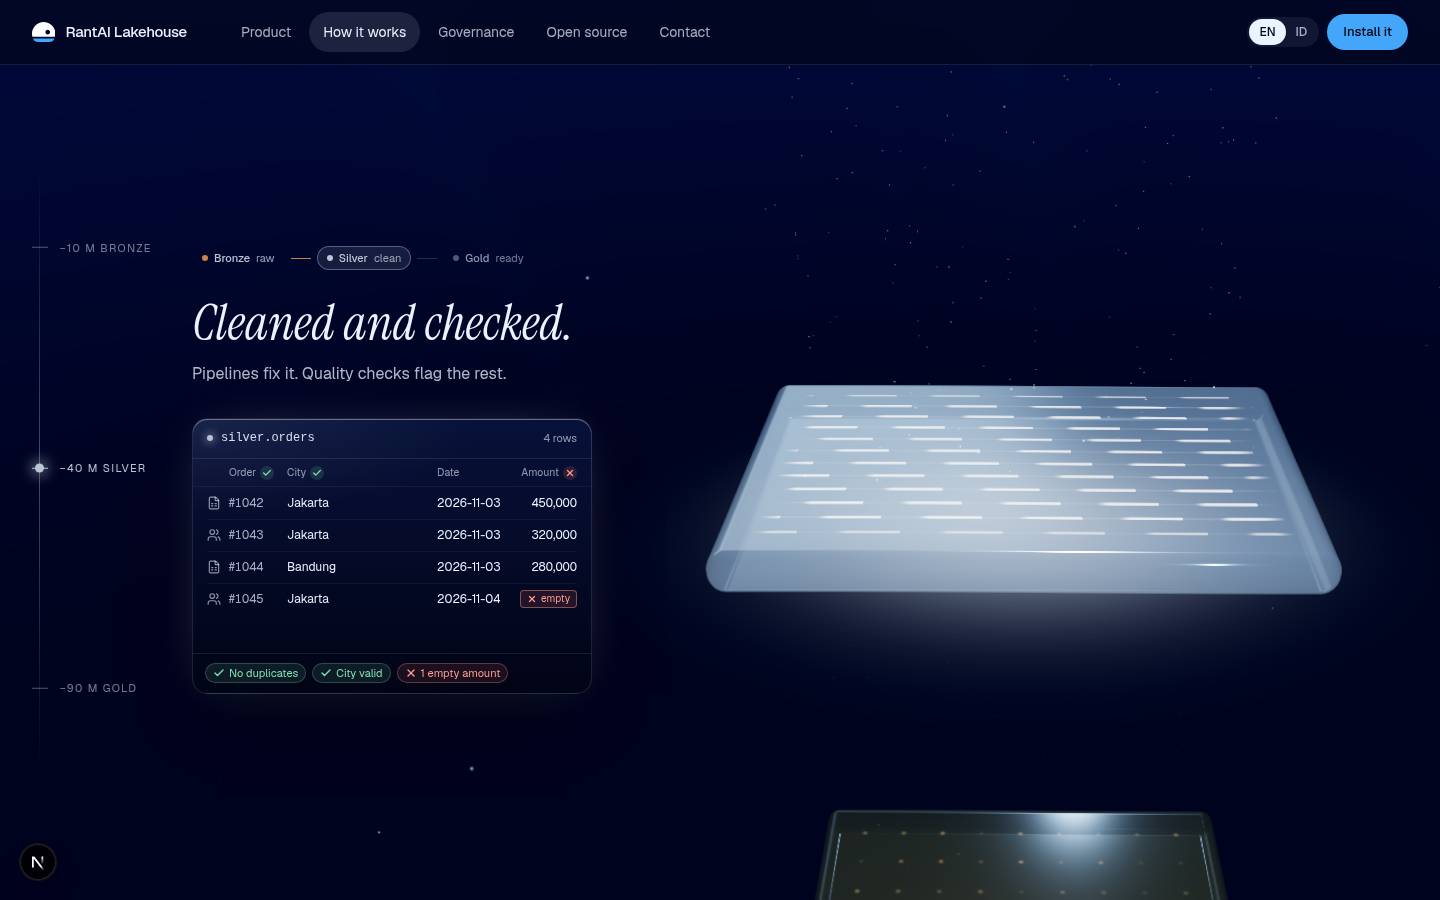 RantAI Lakehouse
Product
How it works
Governance
Open source
Contact
EN
ID
Install it
−10 M BRONZE
−40 M SILVER
−90 M GOLD
Bronze raw
Silver clean
Gold ready
Cleaned and checked.
Pipelines fix it. Quality checks flag the rest.
silver.orders
4 rows
Order City Date Amount
#1042 Jakarta 2026-11-03 450,000
#1043 Jakarta 2026-11-03 320,000
#1044 Bandung 2026-11-03 280,000
#1045 Jakarta 2026-11-04 empty
No duplicates
City valid
1 empty amount
N